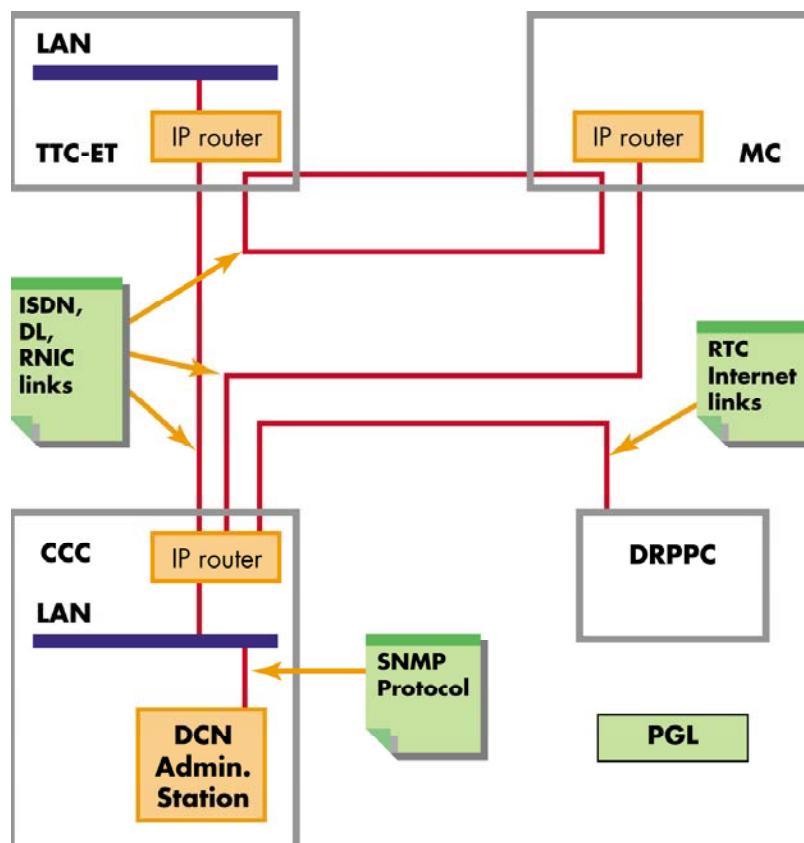 LAN
IP router
TTC-ET
IP router
MC
ISDN,
DL,
RNIC
links
RTC
Internet
links
CCC
IP router
LAN
DRPPC
SNMP
Protocol
DCN
Admin.
Station
PGL